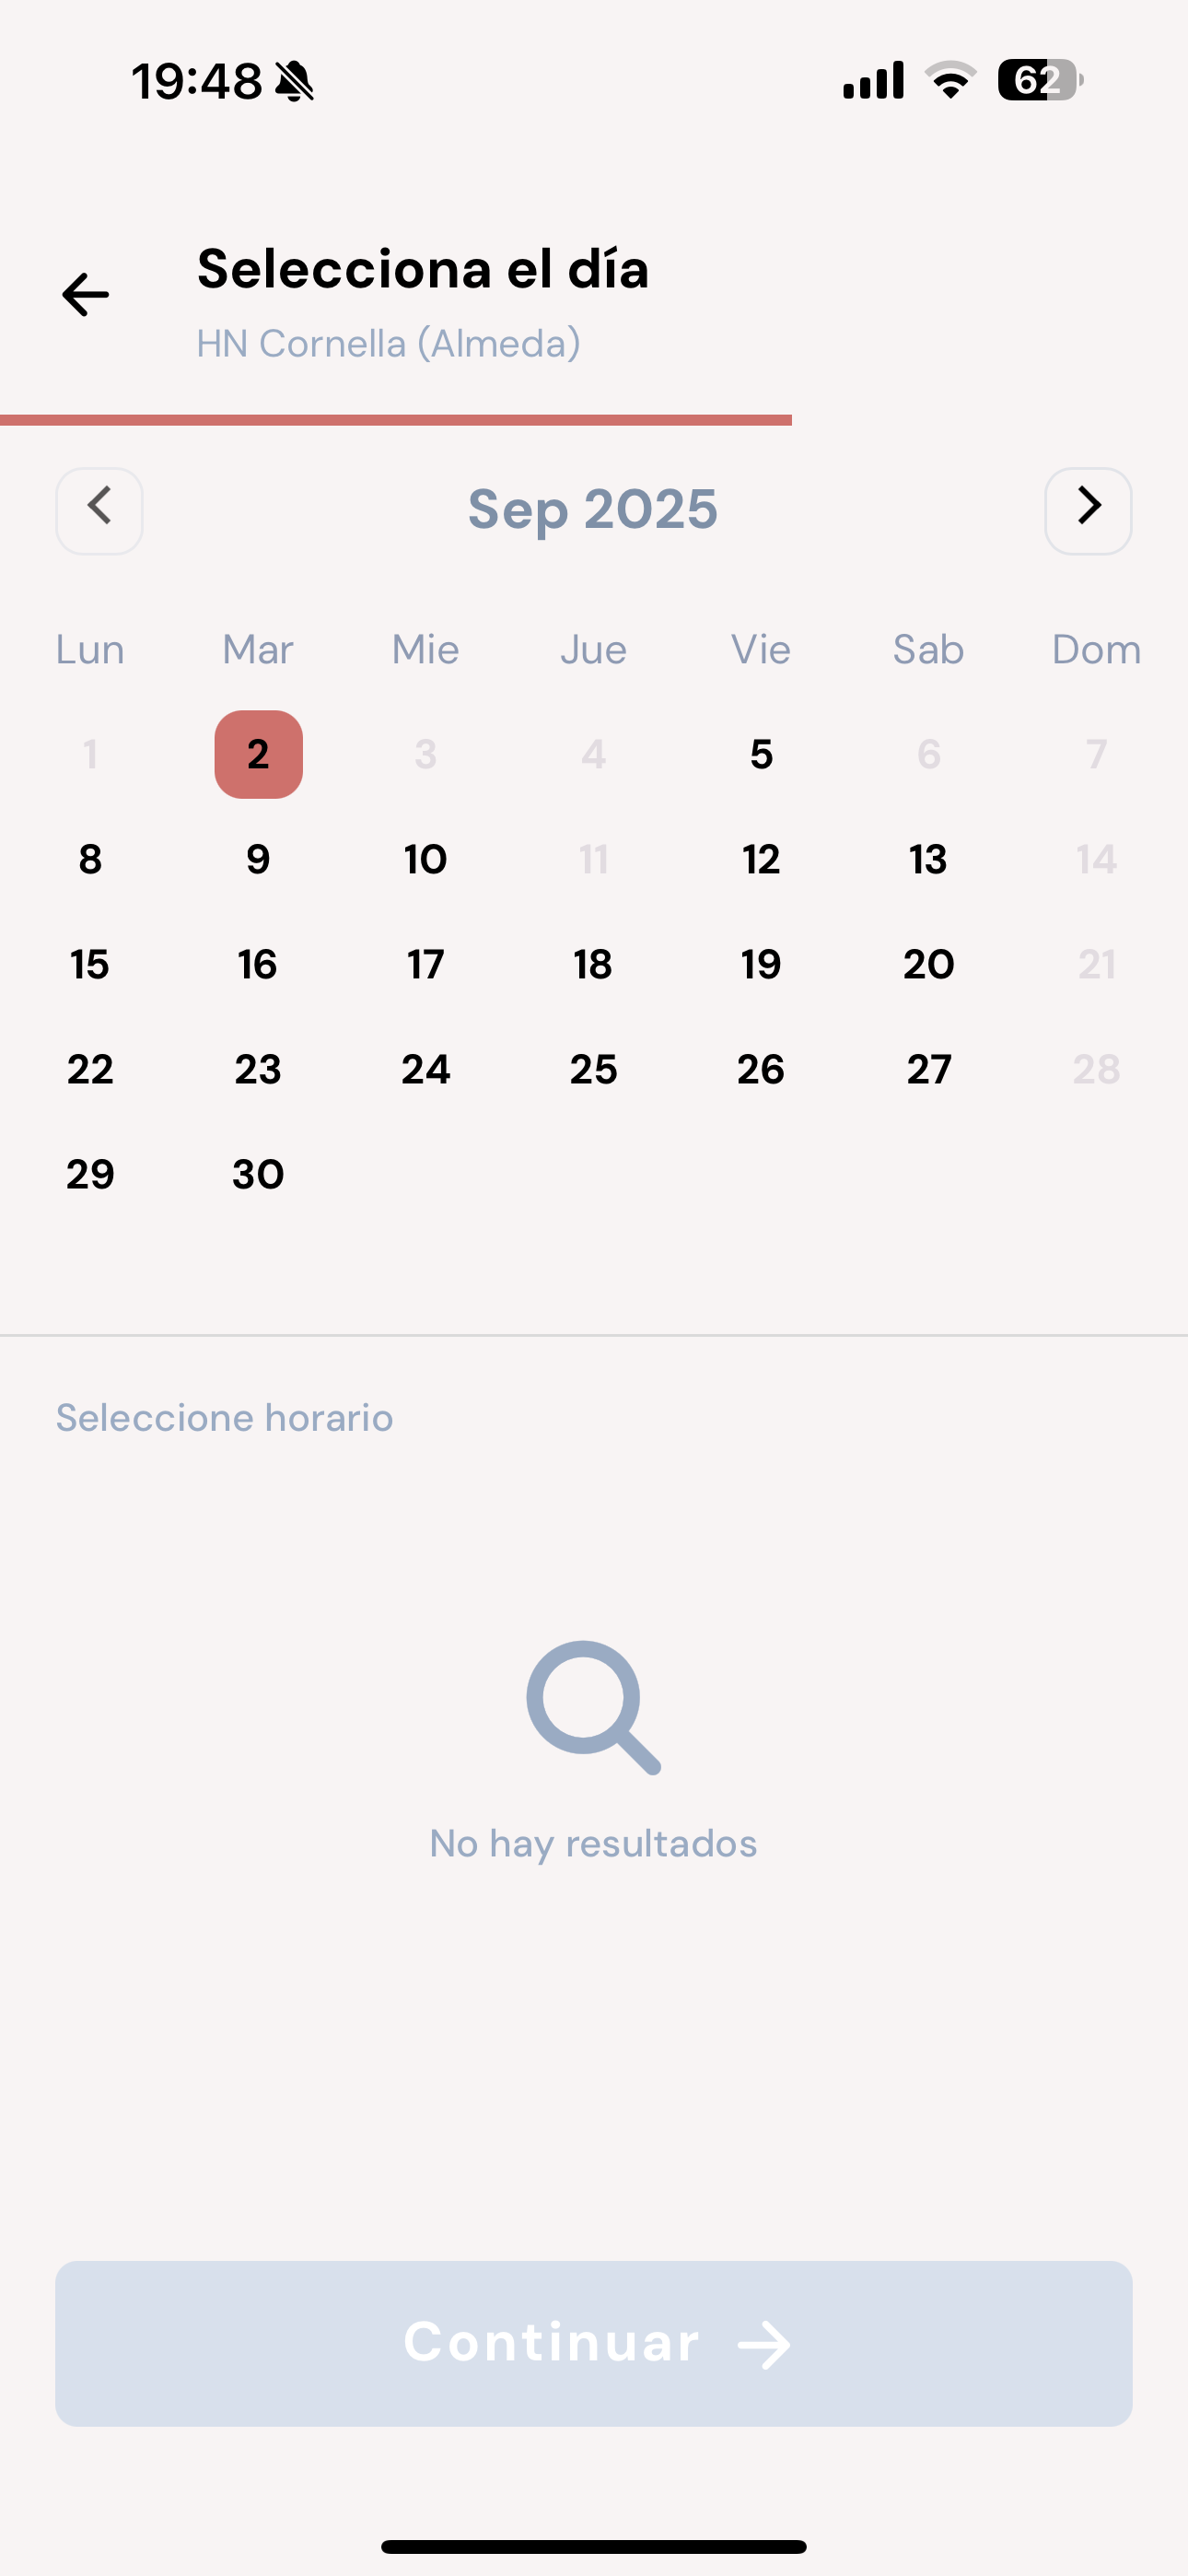 19:48 62
Selecciona el día
HN Cornella (Almeda)
Sep 2025
Lun Mar Mie Jue Vie Sab Dom
1 2 3 4 5 6 7
8 9 10 11 12 13 14
15 16 17 18 19 20 21
22 23 24 25 26 27 28
29 30
Seleccione horario
No hay resultados
Continuar